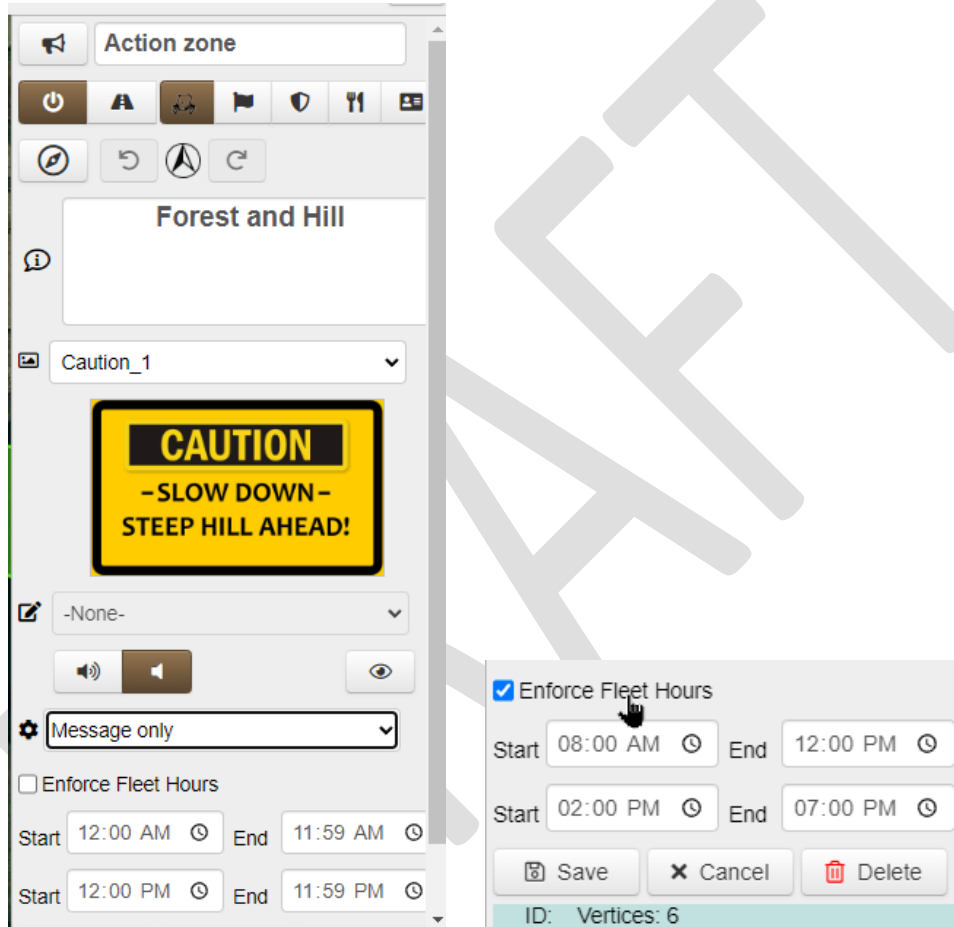 Action zone
Forest and Hill
Caution_1
CAUTION
-SLOW DOWN-
STEEP HILL AHEAD!
-None-
Message only
Enforce Fleet Hours
Start 12:00 AM End 11:59 AM
Start 12:00 PM End 11:59 PM
Enforce Fleet Hours
Start 08:00 AM End 12:00 PM
Start 02:00 PM End 07:00 PM
Save Cancel Delete
ID: Vertices: 6
DRAFT